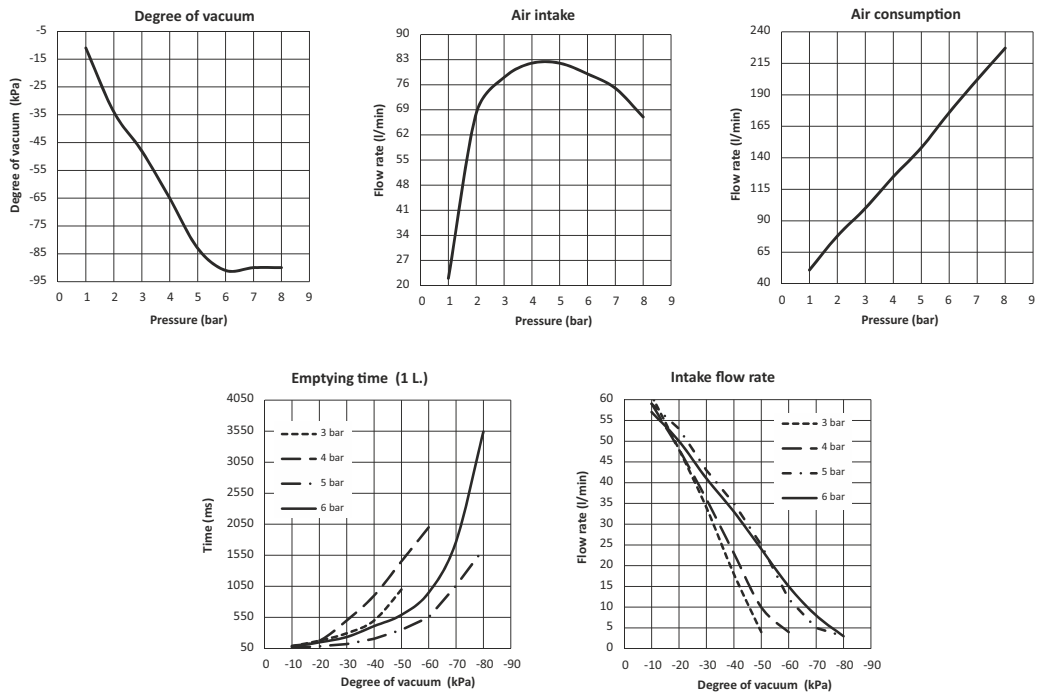 Degree of vacuum
Degree of vacuum (kPa)
-5
-15
-25
-35
-45
-55
-65
-75
-85
-95
0 1 2 3 4 5 6 7 8 9
Pressure (bar)
Air intake
Flow rate (l/min)
90
83
76
69
62
55
48
41
34
27
20
0 1 2 3 4 5 6 7 8 9
Pressure (bar)
Air consumption
Flow rate (l/min)
240
215
190
165
140
115
90
65
40
0 1 2 3 4 5 6 7 8 9
Pressure (bar)
Emptying time (1 L.)
Time (ms)
4050
3550
3050
2550
2050
1550
1050
550
50
3 bar
4 bar
5 bar
6 bar
0 -10 -20 -30 -40 -50 -60 -70 -80 -90
Degree of vacuum (kPa)
Intake flow rate
Flow rate (l/min)
60
55
50
45
40
35
30
25
20
15
10
5
0
3 bar
4 bar
5 bar
6 bar
0 -10 -20 -30 -40 -50 -60 -70 -80 -90
Degree of vacuum (kPa)